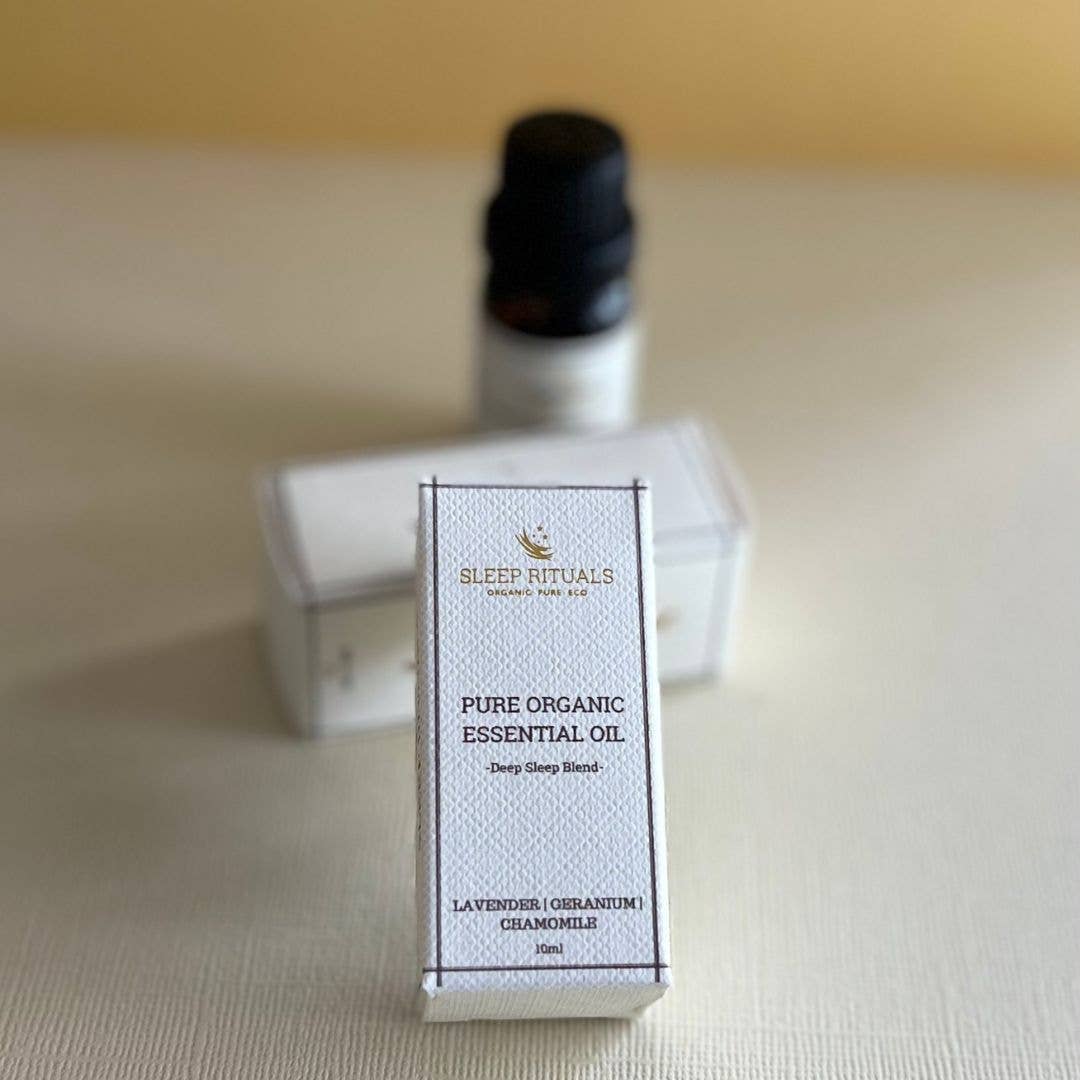 SLEEP RITUALS
ORGANIC PURE ECO
PURE ORGANIC
ESSENTIAL OIL
-Deep Sleep Blend-
LAVENDER | GERANIUM |
CHAMOMILE
10ml